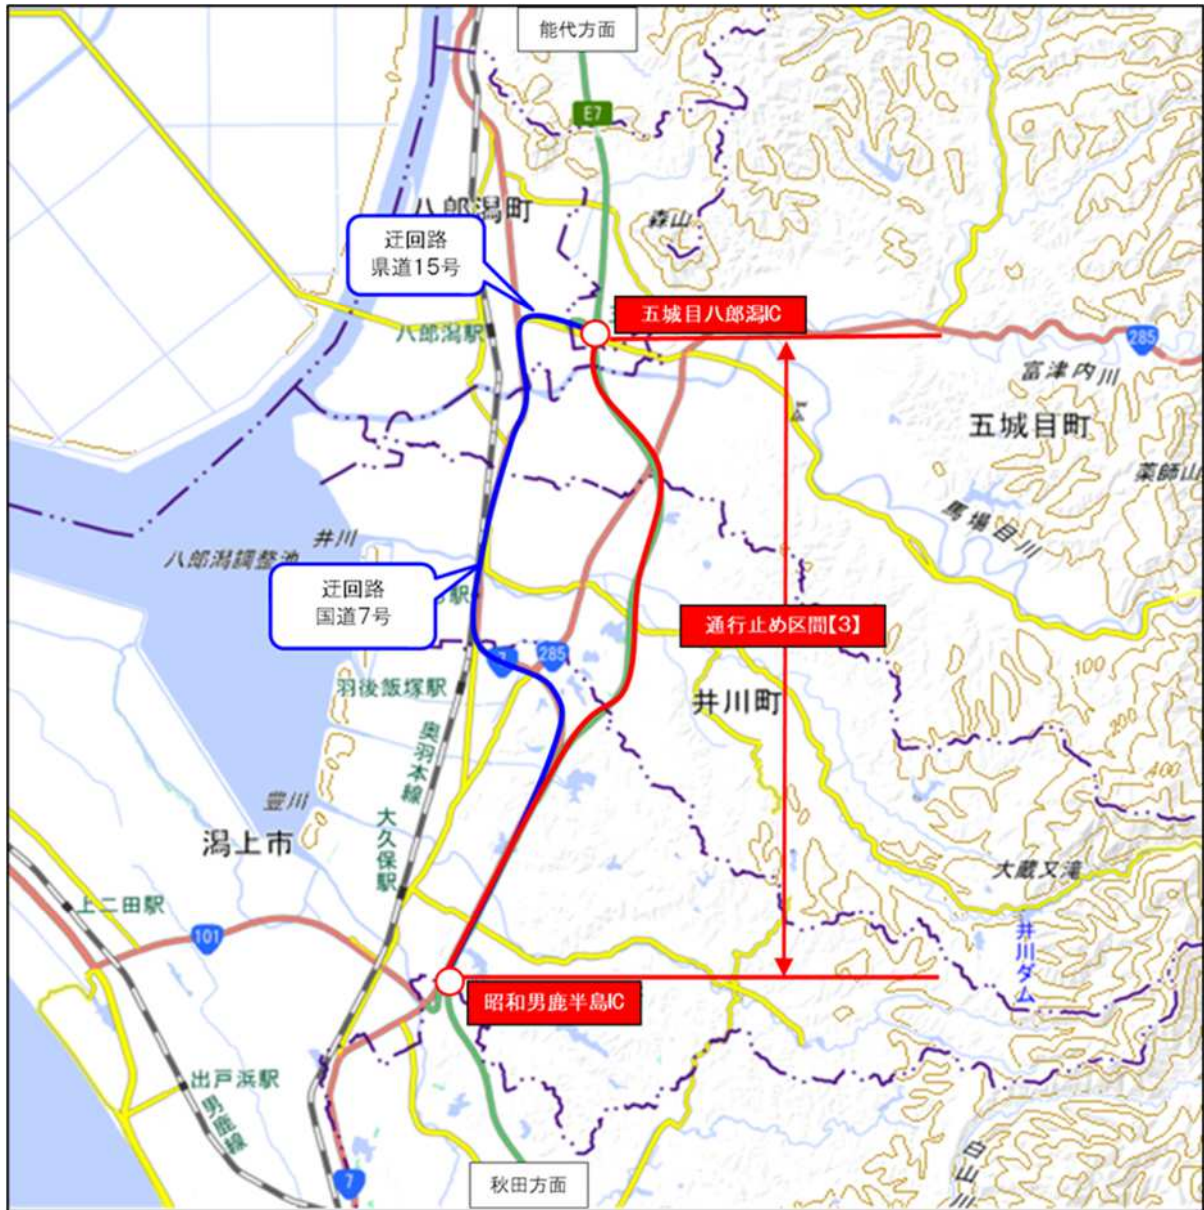 能代方面
E7
八郎潟町
森山
迂回路
県道15号
五城目八郎潟IC
八郎潟駅
285
富津内川
五城目町
薬師山
馬場目川
井川
八郎潟調整池
迂回路
国道7号
駅
通行止め区間【3】
7
285
羽後飯塚駅
井川町
100
200
400
奥羽本線
豊川
大久保駅
潟上市
大蔵又滝
上二田駅
101
井川ダム
昭和男鹿半島IC
出戸浜駅
男鹿線
白山川
秋田方面
7